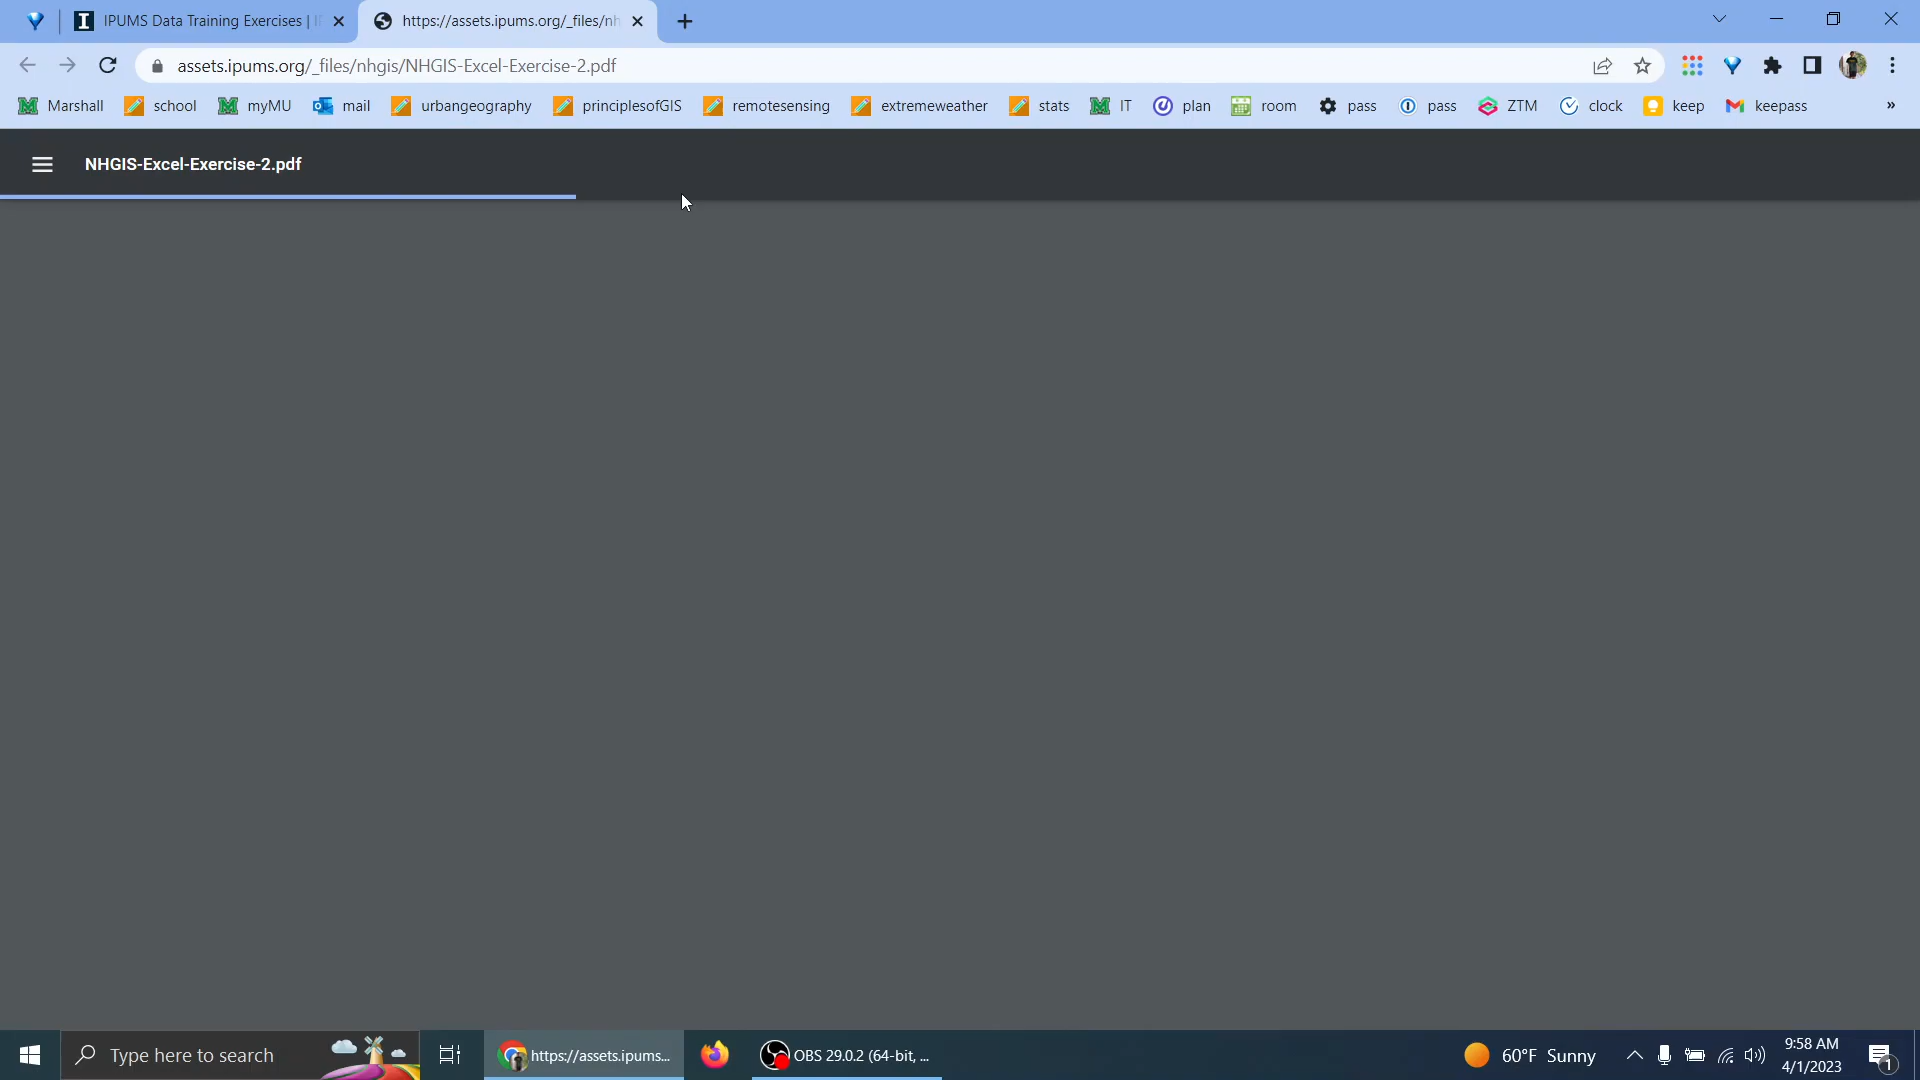 IPUMS Data Training Exercises | I
https://assets.ipums.org/_files/nh
assets.ipums.org/_files/nhgis/NHGIS-Excel-Exercise-2.pdf
Marshall school myMU mail urbangeography principlesofGIS remotesensing extremeweather stats IT plan room pass pass ZTM clock keep keepass »
NHGIS-Excel-Exercise-2.pdf
Type here to search
https://assets.ipums...
OBS 29.0.2 (64-bit, ...
60°F Sunny
9:58 AM
4/1/2023
1